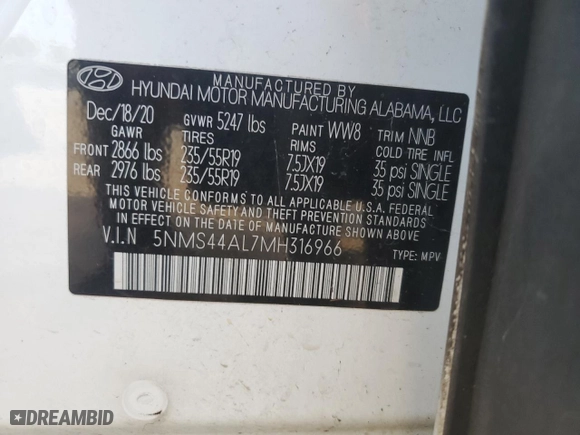 MANUFACTURED BY
HYUNDAI MOTOR MANUFACTURING ALABAMA, LLC
Dec/18/20 GVWR 5247 lbs PAINT WW8 TRIM NNB
GAWR TIRES RIMS COLD TIRE INFL
FRONT 2866 lbs 235/55R19 7.5JX19 35 psi SINGLE
REAR 2976 lbs 235/55R19 7.5JX19 35 psi SINGLE
THIS VEHICLE CONFORMS TO ALL APPLICABLE U.S.A. FEDERAL
MOTOR VEHICLE SAFETY AND THEFT PREVENTION STANDARDS
IN EFFECT ON THE DATE OF MANUFACTURE SHOWN ABOVE
V.I.N 5NMS44AL7MH316966 TYPE: MPV
DREAMBID